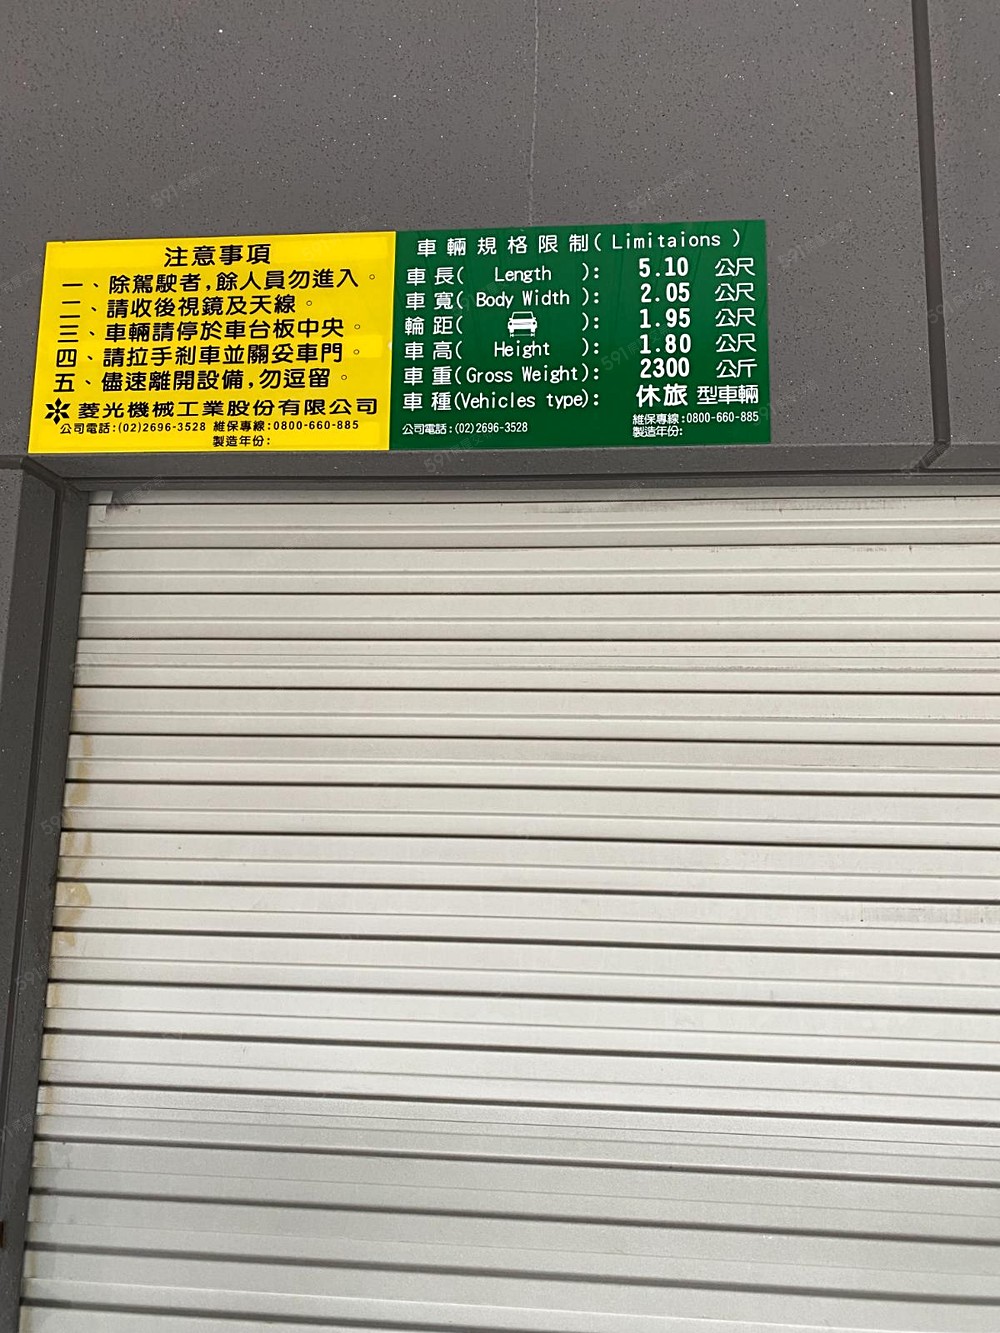 注意事項
一、除駕駛者,餘人員勿進入。
二、請收後視鏡及天線。
三、車輛請停於車台板中央。
四、請拉手剎車並關妥車門。
五、儘速離開設備,勿逗留。
菱光機械工業股份有限公司
公司電話:(02)2696-3528 維保專線:0800-660-885
製造年份:
車輛規格限制(Limitaions)
車長(Length): 5.10 公尺
車寬(Body Width): 2.05 公尺
輪距( ): 1.95 公尺
車高(Height): 1.80 公尺
車重(Gross Weight): 2300 公斤
車種(Vehicles type): 休旅 型車輛
公司電話:(02)2696-3528 維保專線:0800-660-885
製造年份: